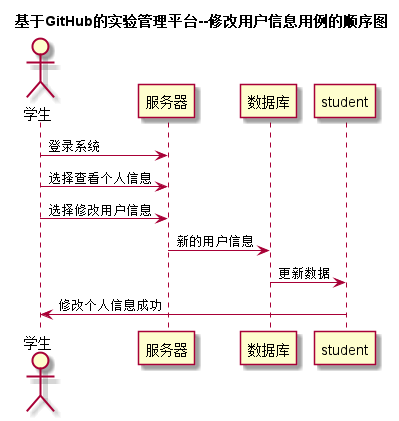 基于GitHub的实验管理平台--修改用户信息用例的顺序图
学生
服务器
数据库
student
登录系统
选择查看个人信息
选择修改用户信息
新的用户信息
更新数据
修改个人信息成功
学生
服务器
数据库
student